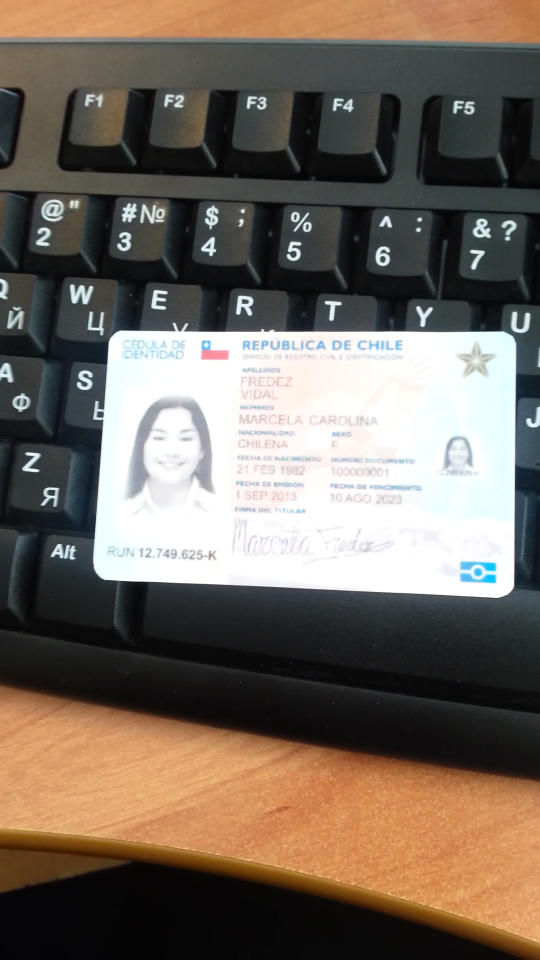 F1 F2 F3 F4 F5
@ " #№ $ ; % ^ : & ?
2 3 4 5 6 7
W E R T Y U
Й Ц
CÉDULA DE
IDENTIDAD
REPÚBLICA DE CHILE
SERVICIO DE REGISTRO CIVIL E IDENTIFICACIÓN
A S J
Ф
APELLIDOS
FREDEZ
VIDAL
NOMBRES
MARCELA CAROLINA
NACIONALIDAD SEXO
CHILENA F
FECHA DE NACIMIENTO NÚMERO DOCUMENTO
21 FEB 1982 100000001
FECHA DE EMISIÓN FECHA DE VENCIMIENTO
1 SEP 2013 10 AGO 2023
FIRMA DEL TITULAR
Marcela Fredez
RUN 12.749.625-K
Z
Я
Alt